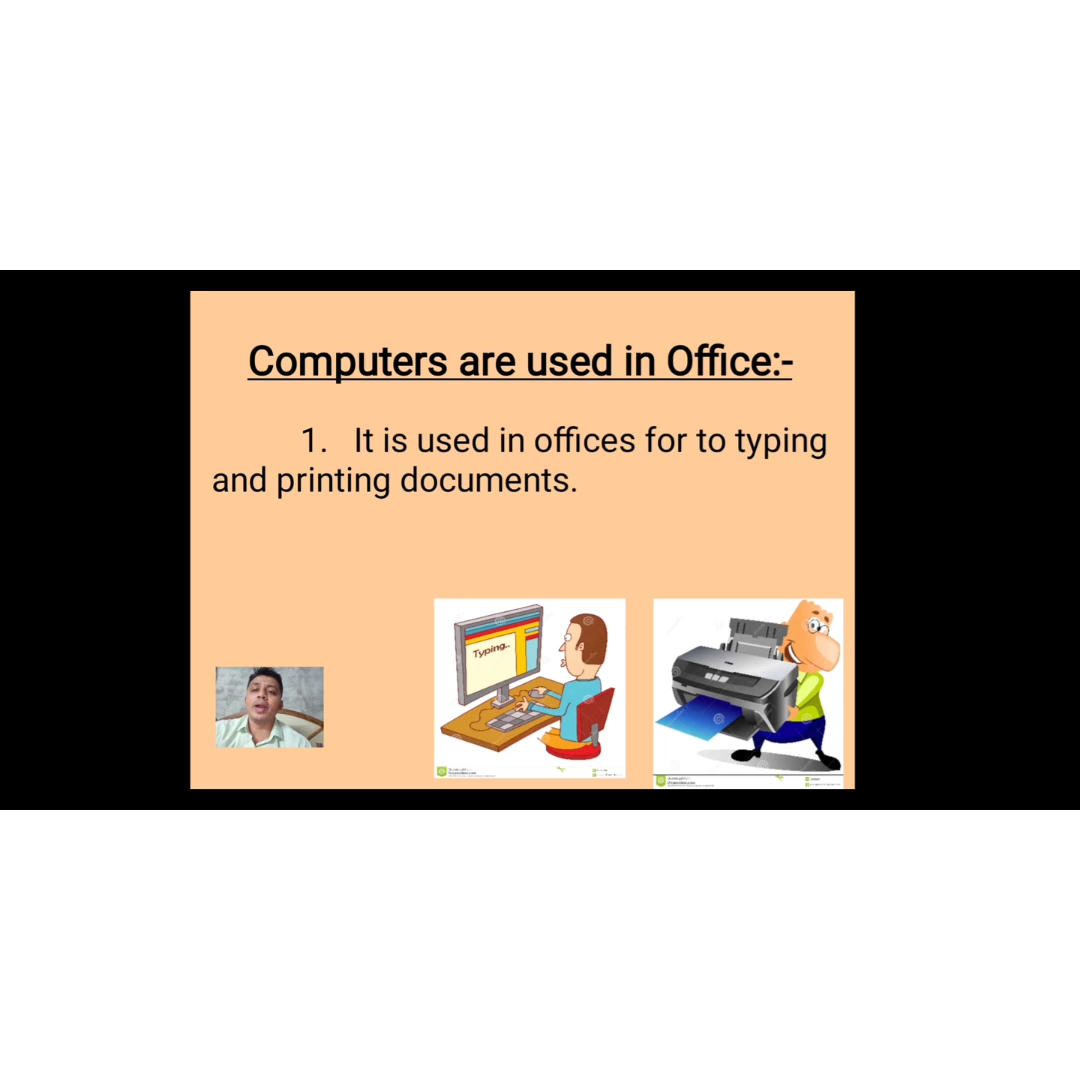 Computers are used in Office:-
1. It is used in offices for to typing
and printing documents.
Typing..